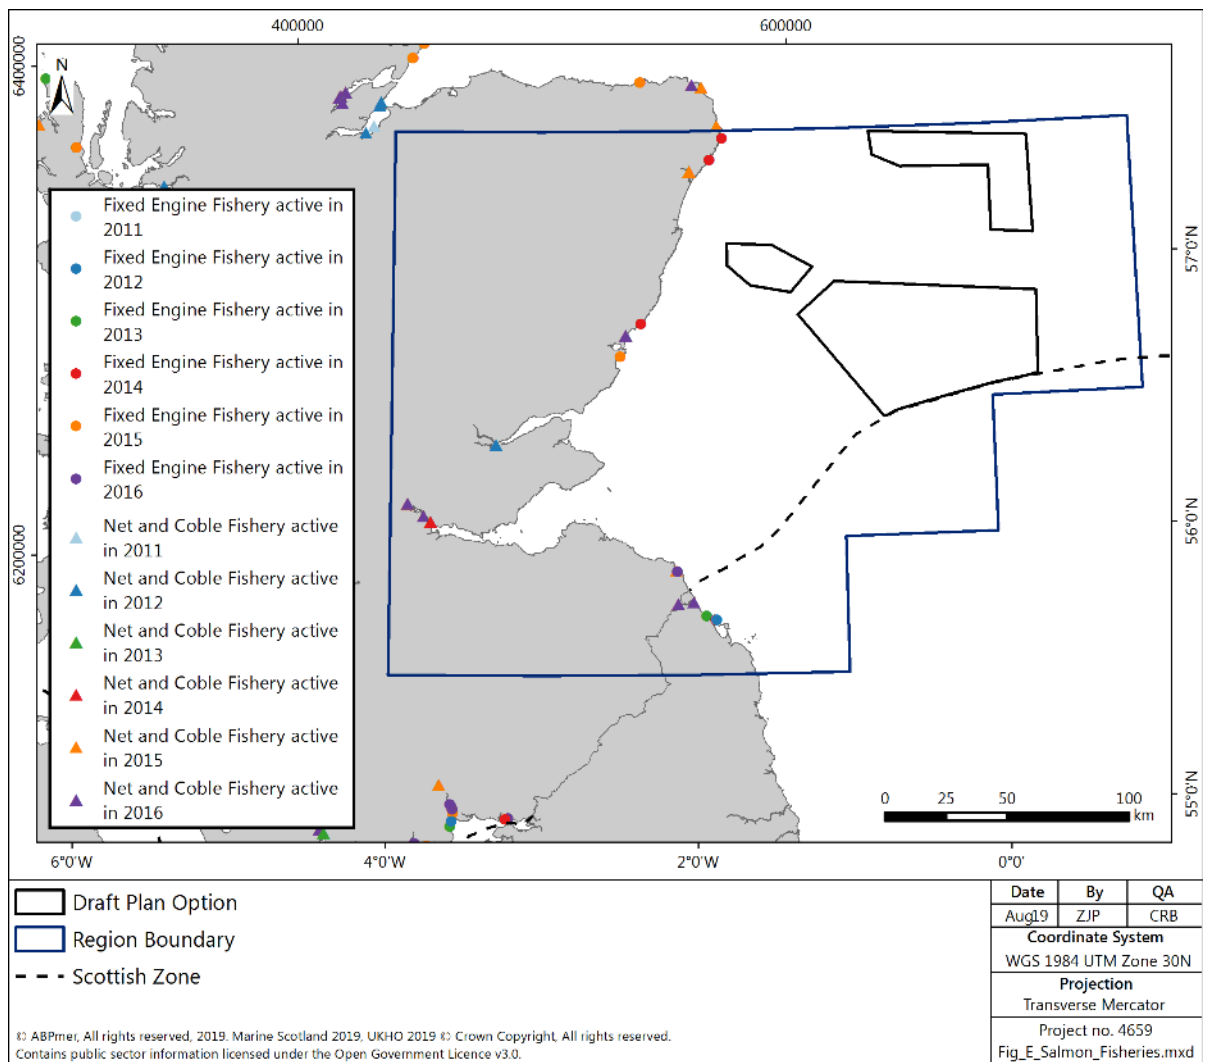 400000
600000
6400000
N
57°0'N
Fixed Engine Fishery active in
2011
Fixed Engine Fishery active in
2012
Fixed Engine Fishery active in
2013
Fixed Engine Fishery active in
2014
Fixed Engine Fishery active in
2015
Fixed Engine Fishery active in
2016
Net and Coble Fishery active
in 2011
Net and Coble Fishery active
in 2012
Net and Coble Fishery active
in 2013
Net and Coble Fishery active
in 2014
Net and Coble Fishery active
in 2015
Net and Coble Fishery active
in 2016
6200000
56°0'N
55°0'N
0 25 50 100
km
6°0'W
4°0'W
2°0'W
0°0'
Draft Plan Option
Region Boundary
Scottish Zone
Date By QA
Aug19 ZJP CRB
Coordinate System
WGS 1984 UTM Zone 30N
Projection
Transverse Mercator
Project no. 4659
Fig_E_Salmon_Fisheries.mxd
© ABPmer, All rights reserved, 2019. Marine Scotland 2019, UKHO 2019 © Crown Copyright, All rights reserved.
Contains public sector information licensed under the Open Government Licence v3.0.